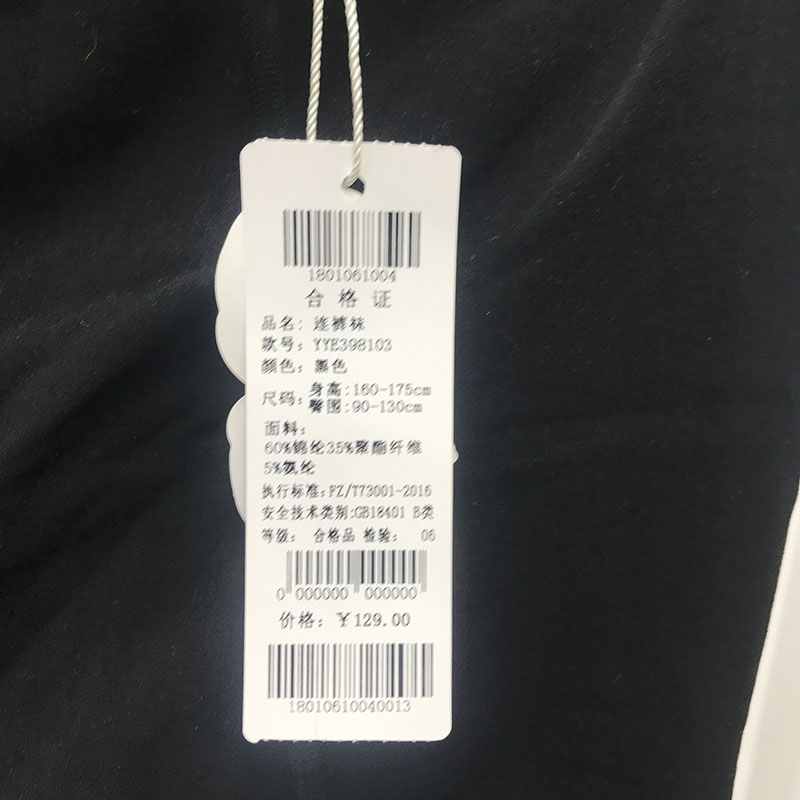 1801061004
合格证
品名：连裤袜
款号：YYE398103
颜色：黑色
尺码：身高:160-175cm
臀围:90-130cm
面料：
60%锦纶35%聚酯纤维
5%氨纶
执行标准：FZ/T73001-2016
安全技术类别:GB18401 B类
等级： 合格品 检验： 06
0 000000 000000
价格：￥129.00
18010610040013